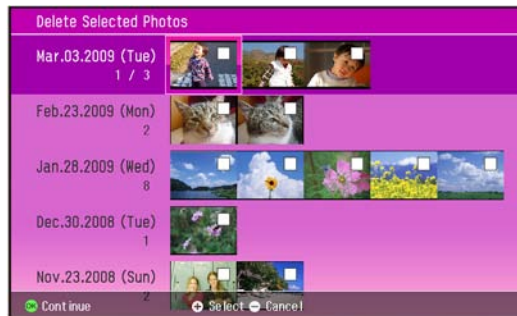 Delete Selected Photos
Mar.03.2009 (Tue)
1 / 3
Feb.23.2009 (Mon)
2
Jan.28.2009 (Wed)
8
Dec.30.2008 (Tue)
1
Nov.23.2008 (Sun)
2
OK Continue + Select - Cancel